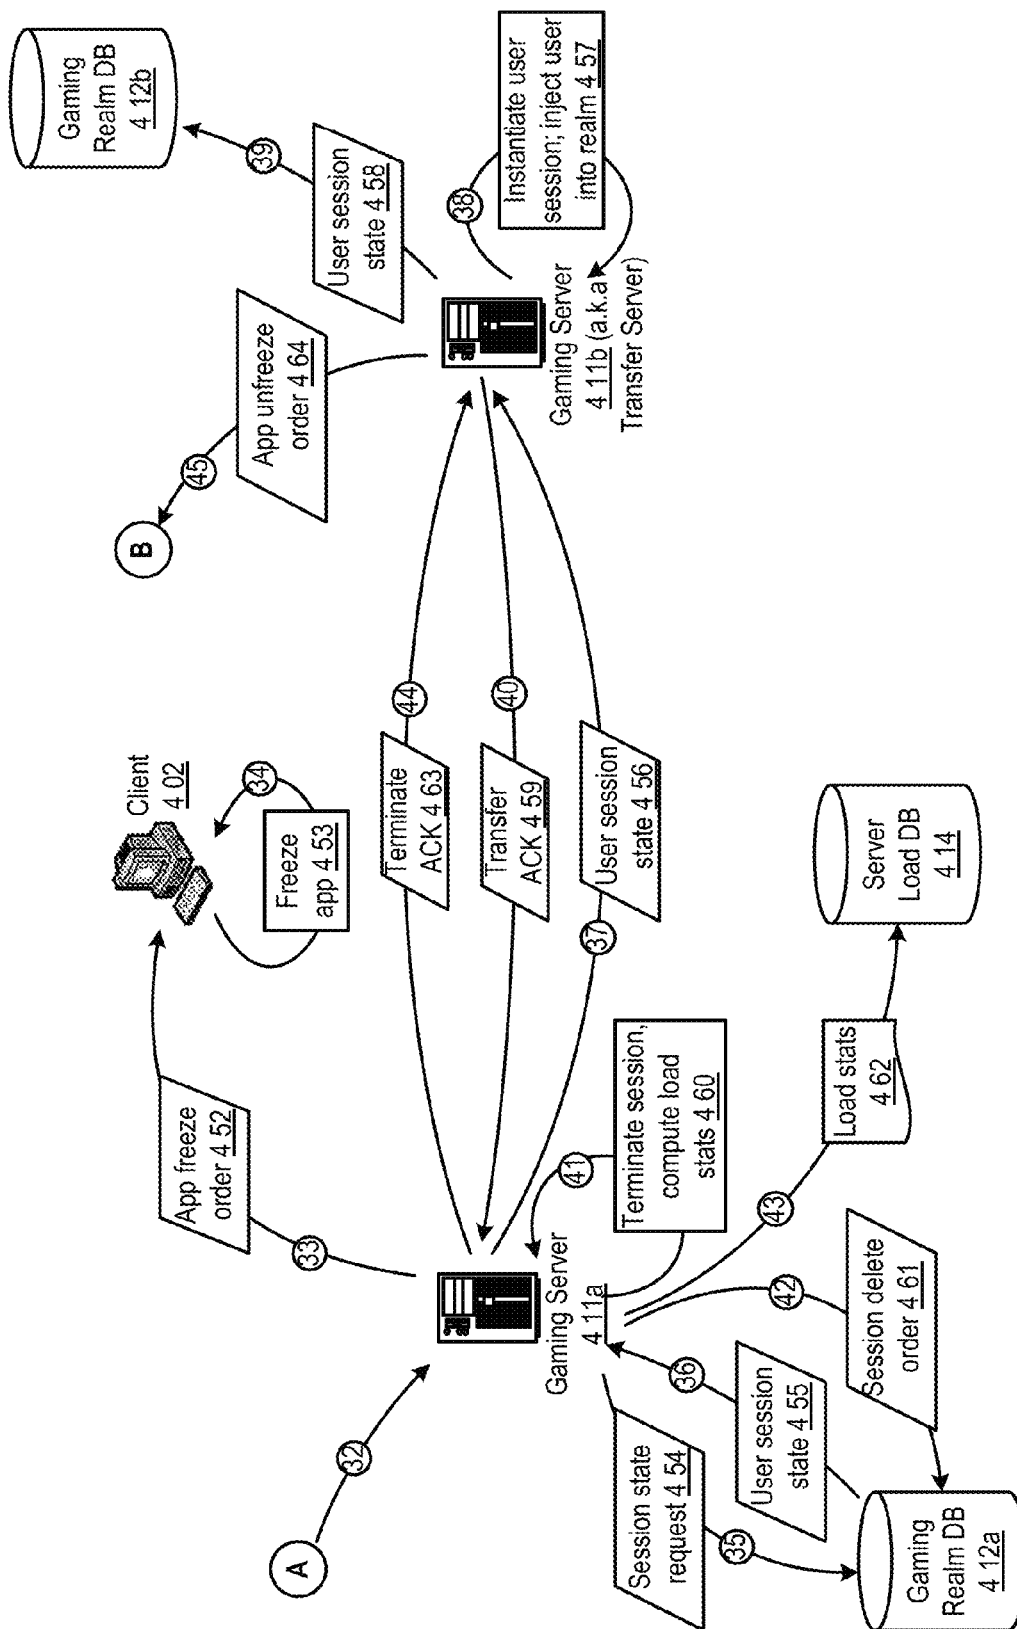 A
32
Gaming Server
4 11a
33
App freeze
order 4 52
Client
4 02
34
Freeze
app 4 53
Session state
request 4 54
35
Gaming
Realm DB
4 12a
User session
state 4 55
36
37
User session
state 4 56
Gaming Server
4 11b (a.k.a
Transfer Server)
38
Instantiate user
session; inject user
into realm 4 57
39
User session
state 4 58
Gaming
Realm DB
4 12b
40
Transfer
ACK 4 59
41
Terminate session,
compute load
stats 4 60
42
Session delete
order 4 61
43
Load stats
4 62
Server
Load DB
4 14
44
Terminate
ACK 4 63
45
App unfreeze
order 4 64
B